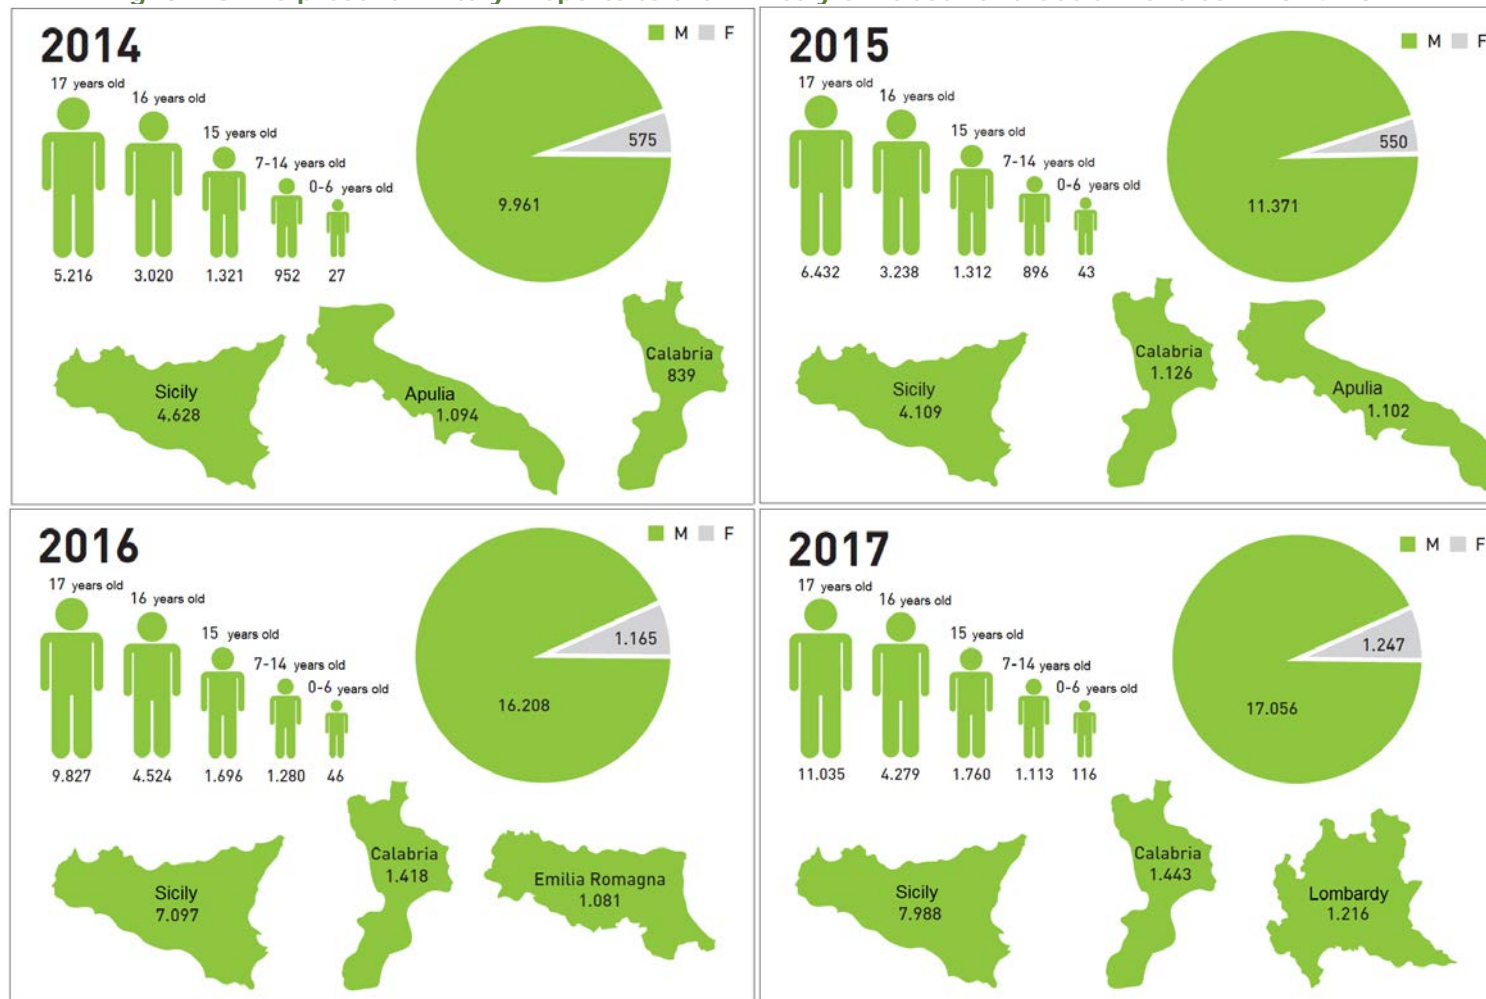 2014
M F
17 years old
16 years old
15 years old
7-14 years old
0-6 years old
575
9.961
5.216 3.020 1.321 952 27
Sicily
4.628
Apulia
1.094
Calabria
839
2015
M F
17 years old
16 years old
15 years old
7-14 years old
0-6 years old
550
11.371
6.432 3.238 1.312 896 43
Sicily
4.109
Calabria
1.126
Apulia
1.102
2016
M F
17 years old
16 years old
15 years old
7-14 years old
0-6 years old
1.165
16.208
9.827 4.524 1.696 1.280 46
Sicily
7.097
Calabria
1.418
Emilia Romagna
1.081
2017
M F
17 years old
16 years old
15 years old
7-14 years old
0-6 years old
1.247
17.056
11.035 4.279 1.760 1.113 116
Sicily
7.988
Calabria
1.443
Lombardy
1.216